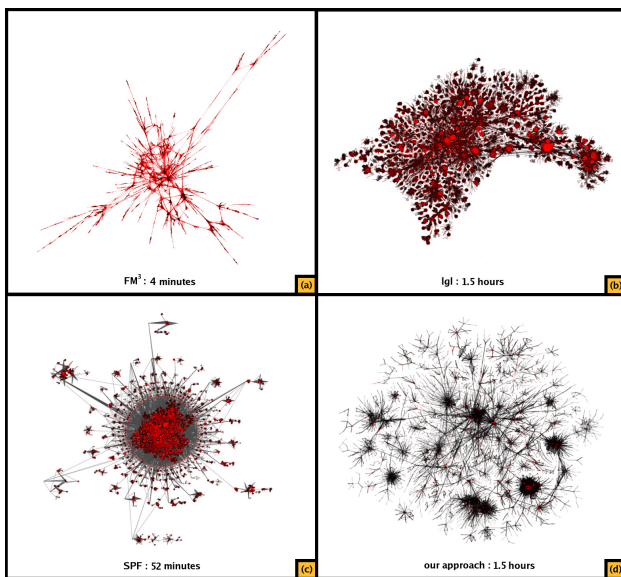 FM³ : 4 minutes
(a)
lgl : 1.5 hours
(b)
SPF : 52 minutes
(c)
our approach : 1.5 hours
(d)